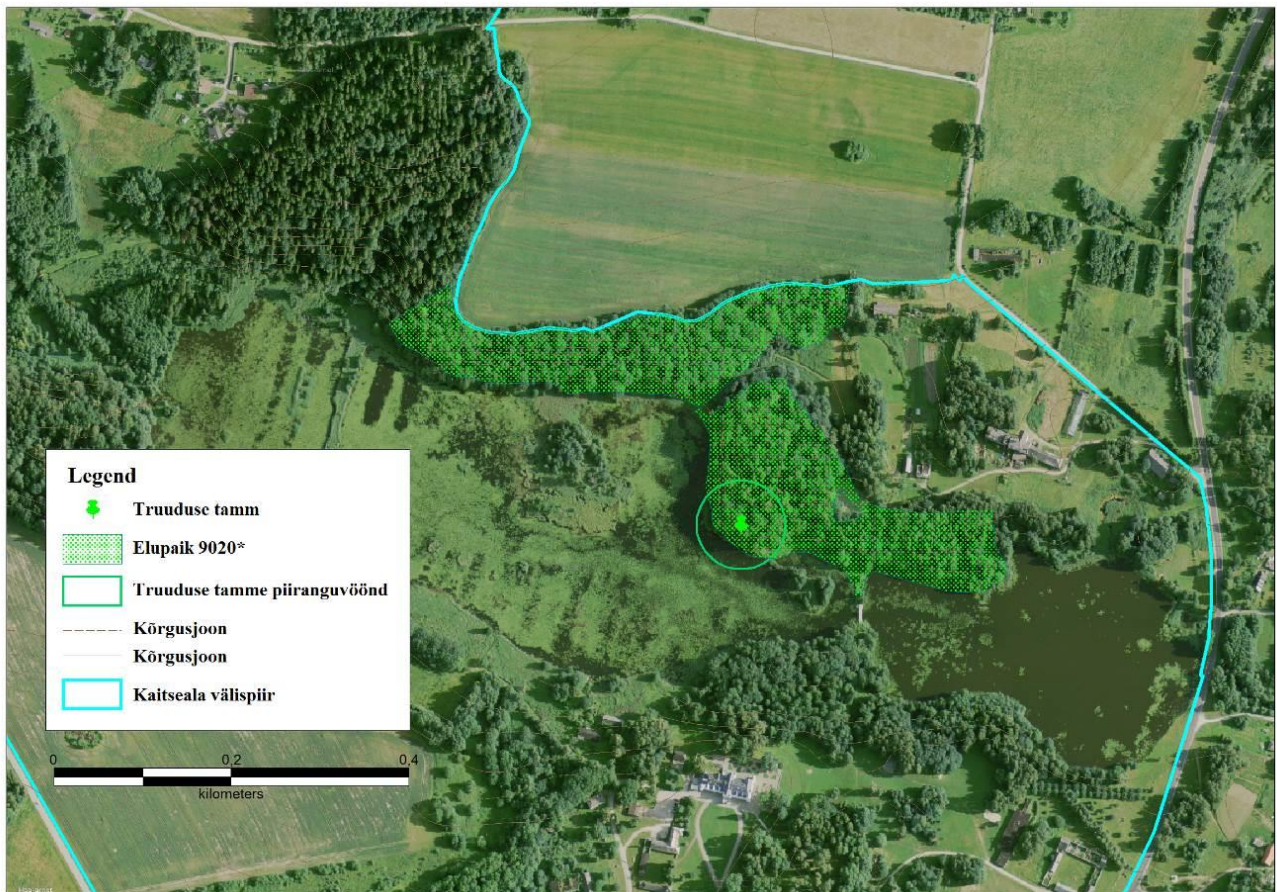 Legend
Truuduse tamm
Elupaik 9020*
Truuduse tamme piiranguvöönd
Kõrgusjoon
Kõrgusjoon
Kaitseala välispiir
0 0,2 0,4
kilometers